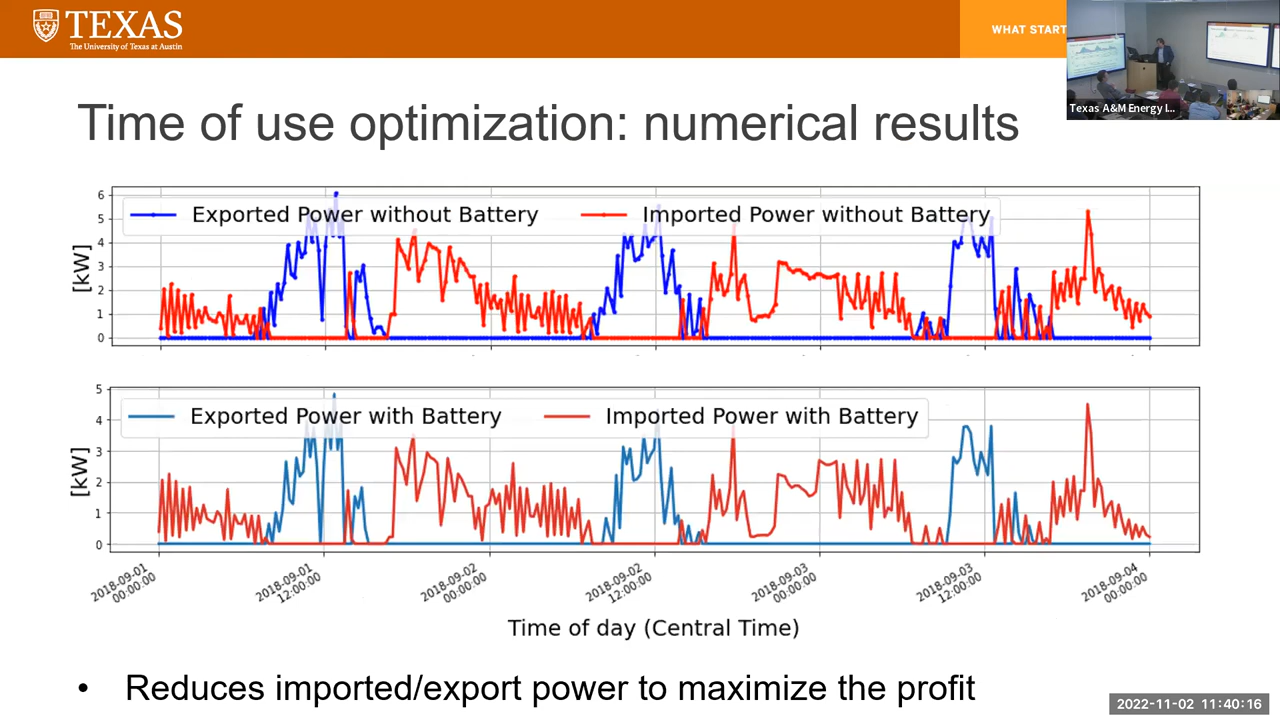 TEXAS
The University of Texas at Austin
WHAT START
Texas A&M Energy I...
Time of use optimization: numerical results
Exported Power without Battery
Imported Power without Battery
[kW]
6
5
4
3
2
1
0
Exported Power with Battery
Imported Power with Battery
[kW]
5
4
3
2
1
0
2018-09-01
00:00:00
2018-09-01
12:00:00
2018-09-02
00:00:00
2018-09-02
12:00:00
2018-09-03
00:00:00
2018-09-03
12:00:00
2018-09-04
00:00:00
Time of day (Central Time)
• Reduces imported/export power to maximize the profit
2022-11-02 11:40:16